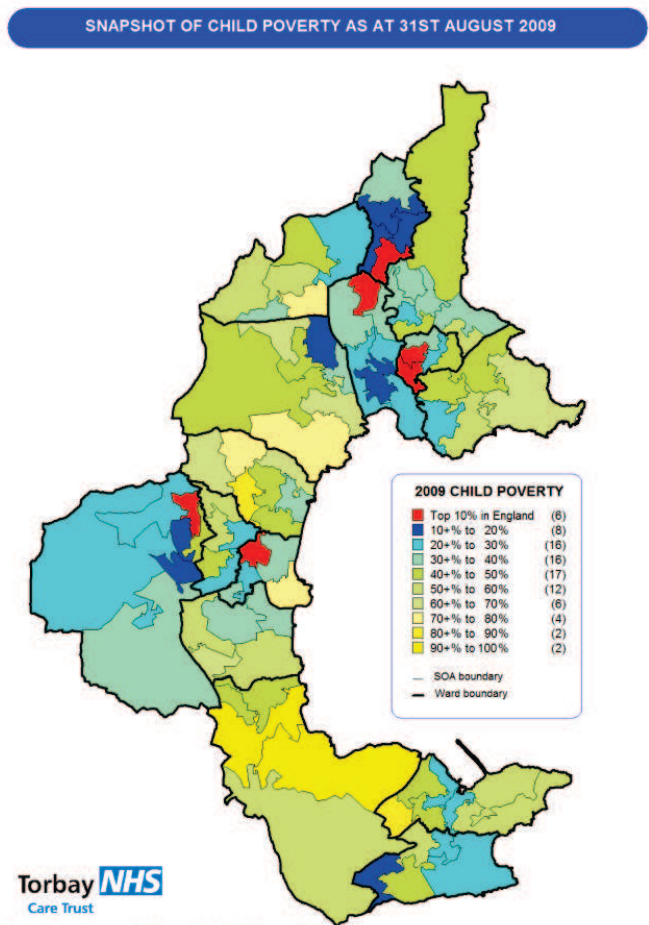 SNAPSHOT OF CHILD POVERTY AS AT 31ST AUGUST 2009
2009 CHILD POVERTY
Top 10% in England (6)
10+% to 20% (8)
20+% to 30% (16)
30+% to 40% (16)
40+% to 50% (17)
50+% to 60% (12)
60+% to 70% (6)
70+% to 80% (4)
80+% to 90% (2)
90+% to 100% (2)
SOA boundary
Ward boundary
Torbay NHS
Care Trust